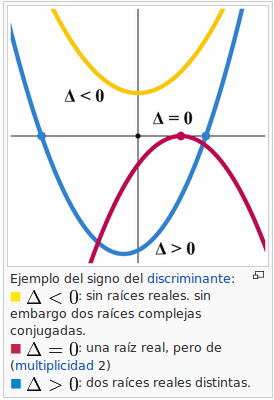 Δ < 0
Δ = 0
Δ > 0
Ejemplo del signo del discriminante:
Δ < 0: sin raíces reales. sin
embargo dos raíces complejas
conjugadas.
Δ = 0: una raíz real, pero de
(multiplicidad 2)
Δ > 0: dos raíces reales distintas.